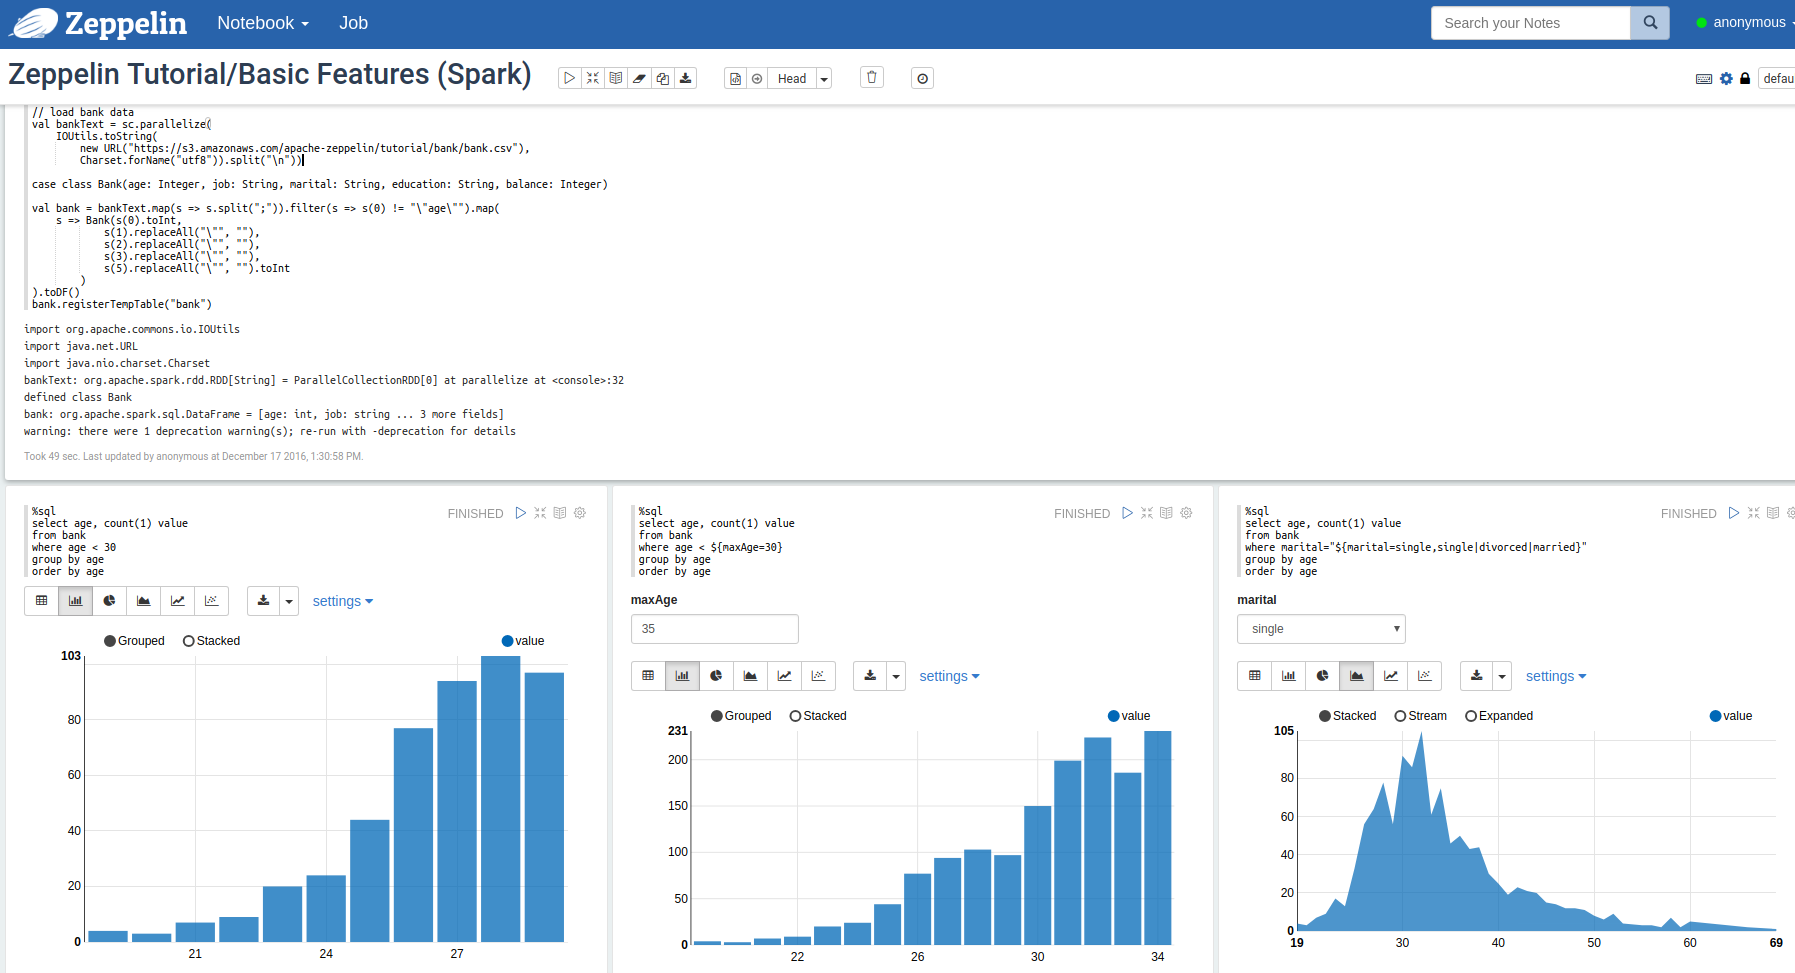 Zeppelin Notebook Job Search your Notes anonymous
Zeppelin Tutorial/Basic Features (Spark) Head defau
// load bank data
val bankText = sc.parallelize(
IOUtils.toString(
new URL("https://s3.amazonaws.com/apache-zeppelin/tutorial/bank/bank.csv"),
Charset.forName("utf8")).split("\n"))
case class Bank(age: Integer, job: String, marital: String, education: String, balance: Integer)
val bank = bankText.map(s => s.split(";")).filter(s => s(0) != "\"age\"").map(
s => Bank(s(0).toInt,
s(1).replaceAll("\"", ""),
s(2).replaceAll("\"", ""),
s(3).replaceAll("\"", ""),
s(5).replaceAll("\"", "").toInt
)
).toDF()
bank.registerTempTable("bank")
import org.apache.commons.io.IOUtils
import java.net.URL
import java.nio.charset.Charset
bankText: org.apache.spark.rdd.RDD[String] = ParallelCollectionRDD[0] at parallelize at <console>:32
defined class Bank
bank: org.apache.spark.sql.DataFrame = [age: int, job: string ... 3 more fields]
warning: there were 1 deprecation warning(s); re-run with -deprecation for details
Took 49 sec. Last updated by anonymous at December 17 2016, 1:30:58 PM.
%sql
FINISHED
select age, count(1) value
from bank
where age < 30
group by age
order by age
settings
Grouped Stacked value
103
80
60
40
20
0
21 24 27
%sql
FINISHED
select age, count(1) value
from bank
where age < ${maxAge=30}
group by age
order by age
maxAge
35
settings
Grouped Stacked value
231
200
150
100
50
0
22 26 30 34
%sql
FINISHED
select age, count(1) value
from bank
where marital="${marital=single,single|divorced|married}"
group by age
order by age
marital
single
settings
Stacked Stream Expanded value
105
80
60
40
20
0
19 30 40 50 60 69